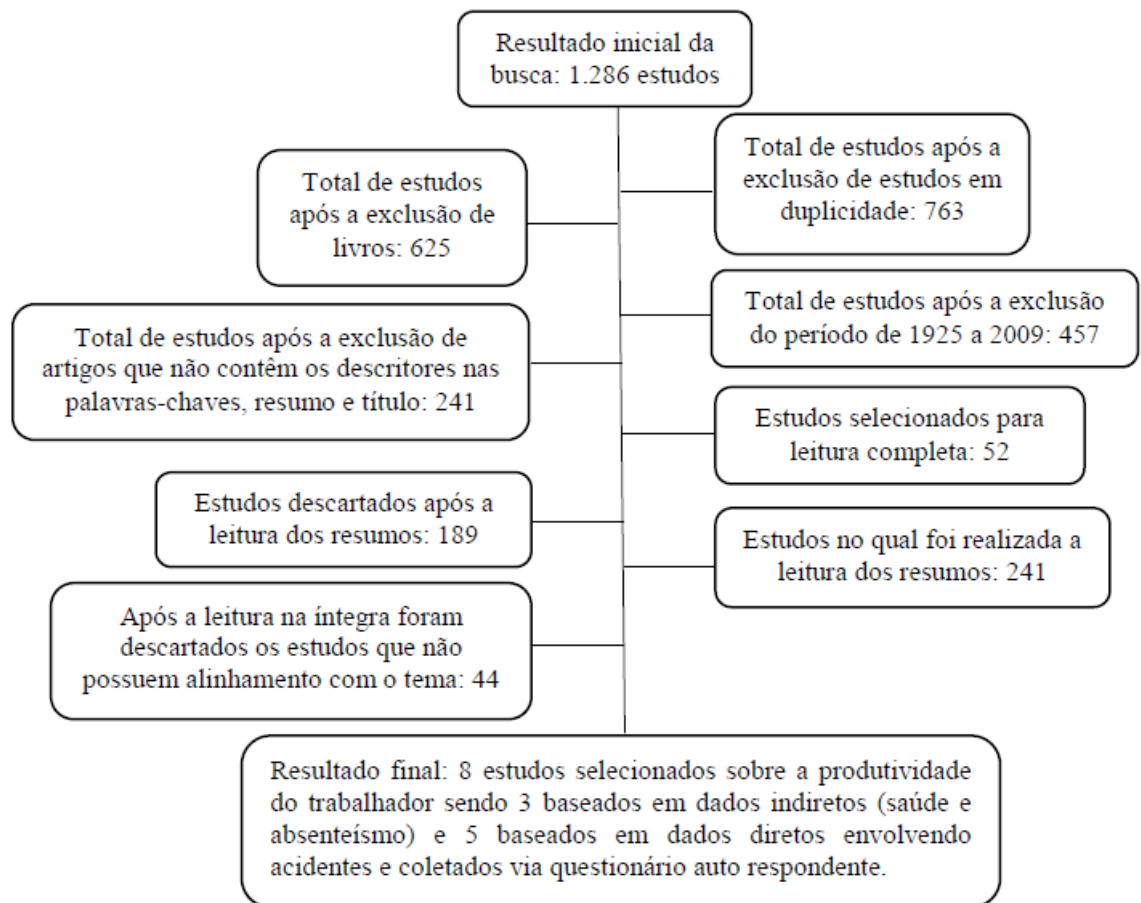 Resultado inicial da
busca: 1.286 estudos
Total de estudos após a
exclusão de estudos em
duplicidade: 763
Total de estudos
após a exclusão de
livros: 625
Total de estudos após a exclusão
do período de 1925 a 2009: 457
Total de estudos após a exclusão de
artigos que não contêm os descritores nas
palavras-chaves, resumo e título: 241
Estudos selecionados para
leitura completa: 52
Estudos descartados após a
leitura dos resumos: 189
Estudos no qual foi realizada a
leitura dos resumos: 241
Após a leitura na íntegra foram
descartados os estudos que não
possuem alinhamento com o tema: 44
Resultado final: 8 estudos selecionados sobre a produtividade
do trabalhador sendo 3 baseados em dados indiretos (saúde e
absenteísmo) e 5 baseados em dados diretos envolvendo
acidentes e coletados via questionário auto respondente.